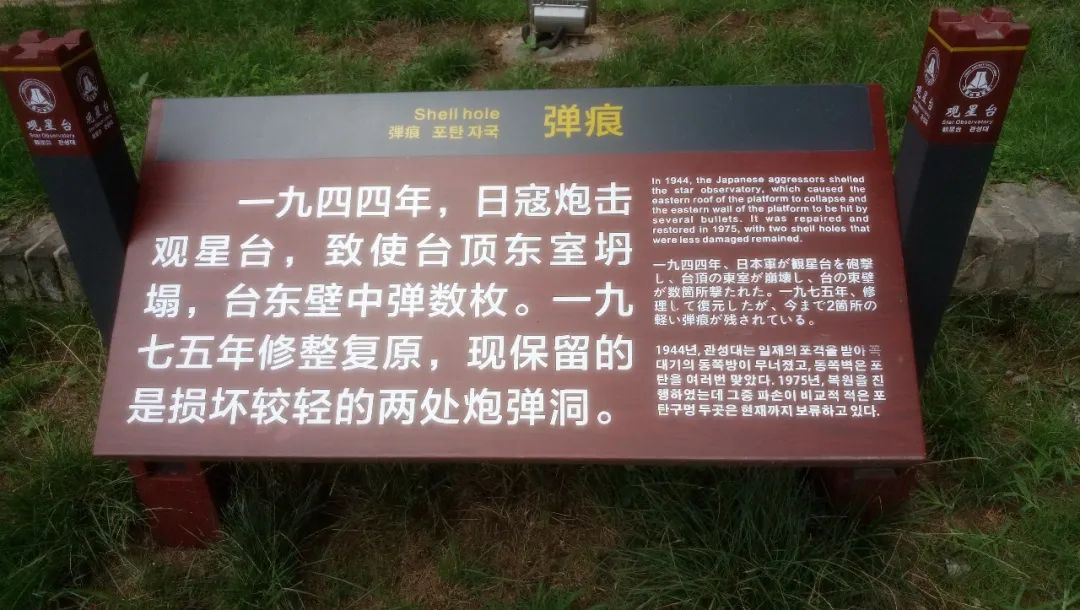 Shell hole
弾痕 포탄 자국
弹痕
一九四四年，日寇炮击
观星台，致使台顶东室坍
塌，台东壁中弹数枚。一九
七五年修整复原，现保留的
是损坏较轻的两处炮弹洞。
In 1944, the Japanese aggressors shelled
the star observatory, which caused the
eastern roof of the platform to collapse and
the eastern wall of the platform to be hit by
several bullets. It was repaired and
restored in 1975, with two shell holes that
were less damaged remained.
一九四四年、日本軍が観星台を砲撃
し、台頂の東室が崩壊し、台の東壁
が数箇所撃たれた。一九七五年、修
理して復元したが、今まで2箇所の
軽い弾痕が残されている。
1944년, 관성대는 일제의 포격을 받아 꼭
대기의 동쪽방이 무너졌고, 동쪽벽은 포
탄을 여러번 맞았다. 1975년, 복원을 진
행하였는데 그중 파손이 비교적 적은 포
탄구멍 두곳은 현재까지 보류하고 있다.
观星台
Star Observatory
観星台 관성대
观星台
Star Observatory
観星台 관성대